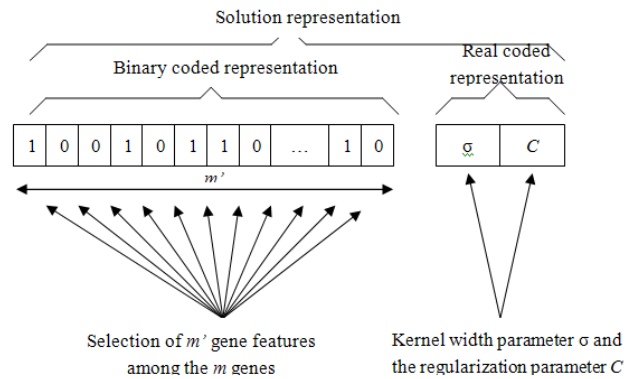 Solution representation
Binary coded representation
Real coded
representation
1 0 0 1 0 1 1 0 ... 1 0
σ C
m'
Selection of m' gene features
among the m genes
Kernel width parameter σ and
the regularization parameter C